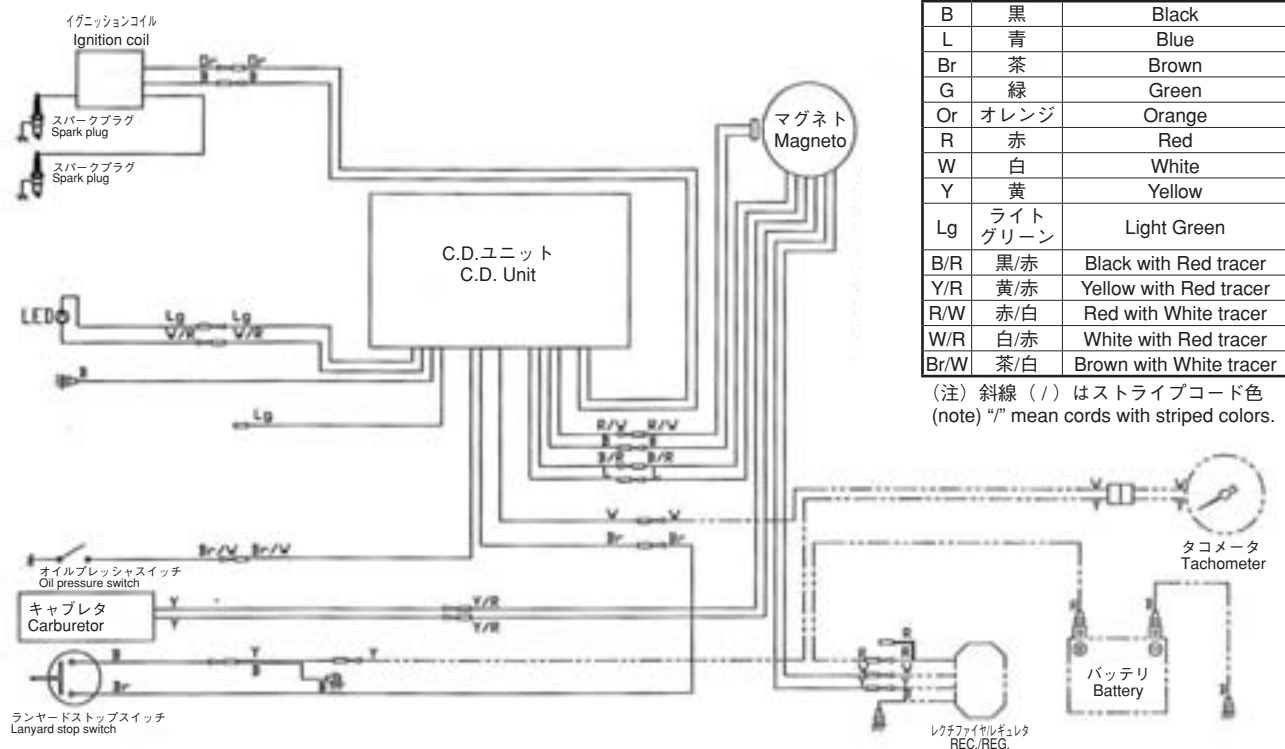 イグニッションコイル
Ignition coil
Br
Br
B
B
スパークプラグ
Spark plug
スパークプラグ
Spark plug
マグネト
Magneto
C.D.ユニット
C.D. Unit
LED
Lg
Lg
W/R
W/R
B
Lg
R/W
R/W
B
B
B/R
B/R
L
L
W
W
Br
Br
Br/W
Br/W
オイルプレッシャスイッチ
Oil pressure switch
キャブレタ
Carburetor
Y
Y
Y/R
Y/R
B
Y
B
Y
Br
ランヤードストップスイッチ
Lanyard stop switch
W
W
Y
Y
タコメータ
Tachometer
バッテリ
Battery
R
レクチファイヤルギュレタ
REC./REG.
B 黒 Black
L 青 Blue
Br 茶 Brown
G 緑 Green
Or オレンジ Orange
R 赤 Red
W 白 White
Y 黄 Yellow
Lg ライトグリーン Light Green
B/R 黒/赤 Black with Red tracer
Y/R 黄/赤 Yellow with Red tracer
R/W 赤/白 Red with White tracer
W/R 白/赤 White with Red tracer
Br/W 茶/白 Brown with White tracer
(注) 斜線 ( / ) はストライプコード色
(note) “/” mean cords with striped colors.